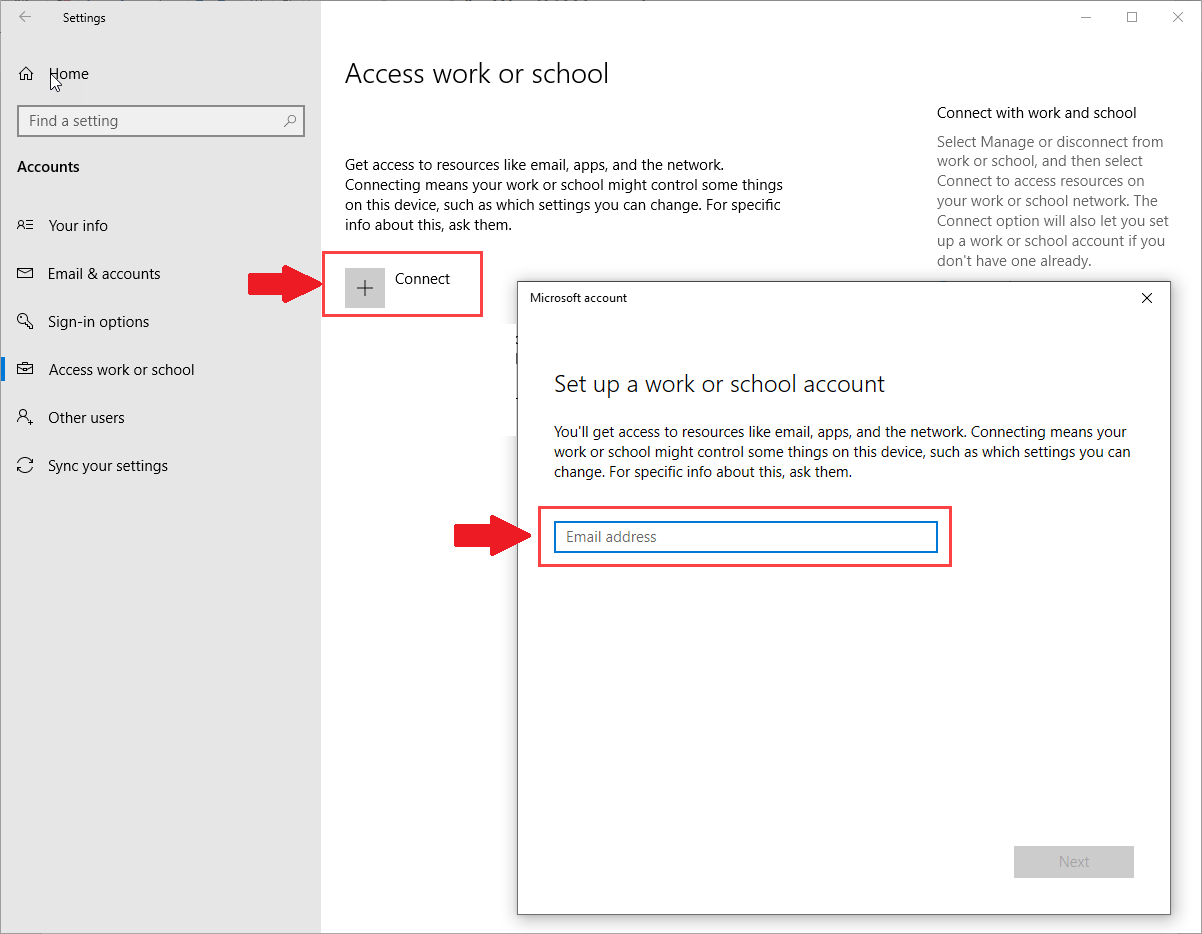 Settings
Home
Find a setting
Accounts
Your info
Email & accounts
Sign-in options
Access work or school
Other users
Sync your settings
Access work or school
Get access to resources like email, apps, and the network.
Connecting means your work or school might control some things
on this device, such as which settings you can change. For specific
info about this, ask them.
Connect
Connect with work and school
Select Manage or disconnect from
work or school, and then select
Connect to access resources on
your work or school network. The
Connect option will also let you set
up a work or school account if you
don't have one already.
Microsoft account
Set up a work or school account
You'll get access to resources like email, apps, and the network. Connecting means your
work or school might control some things on this device, such as which settings you can
change. For specific info about this, ask them.
Email address
Next